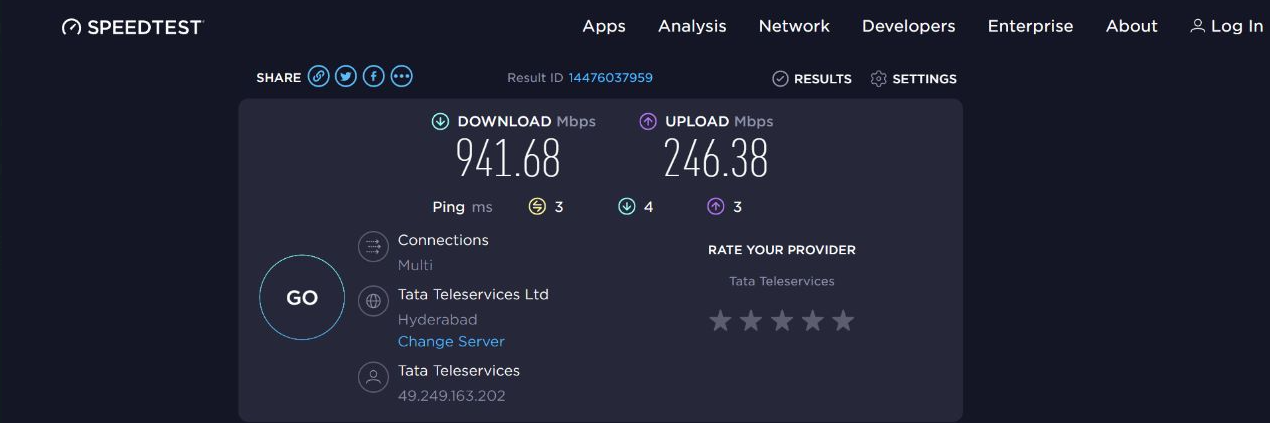 SPEEDTEST
Apps Analysis Network Developers Enterprise About Log In
SHARE Result ID 14476037959 RESULTS SETTINGS
DOWNLOAD Mbps UPLOAD Mbps
941.68 246.38
Ping ms 3 4 3
Connections
Multi
RATE YOUR PROVIDER
Tata Teleservices
GO
Tata Teleservices Ltd
Hyderabad
Change Server
Tata Teleservices
49.249.163.202